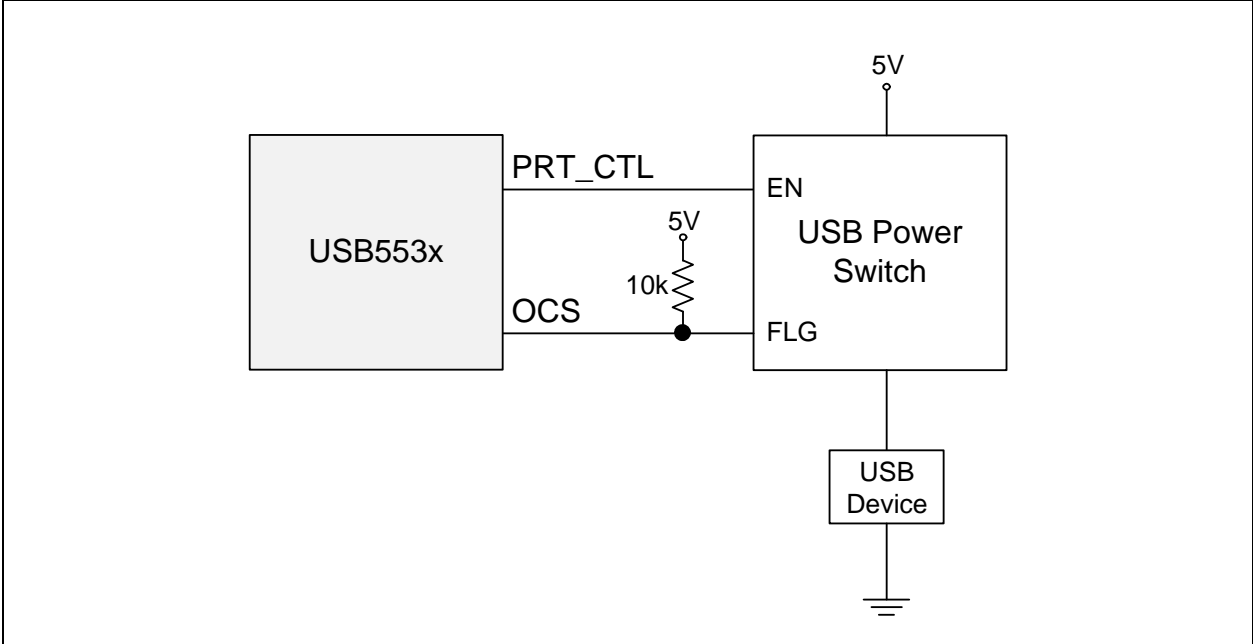 5V
PRT_CTL
EN
5V
USB Power
Switch
USB553x
10k
OCS
FLG
USB
Device